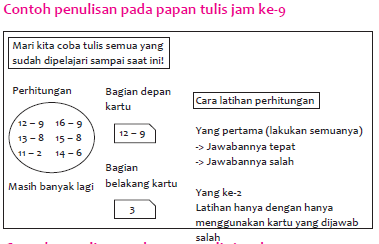 Contoh penulisan pada papan tulis jam ke-9
Mari kita coba tulis semua yang
sudah dipelajari sampai saat ini!
Perhitungan
12 – 9 16 – 9
13 – 8 15 – 8
11 – 2 14 – 6
Masih banyak lagi
Bagian depan
kartu
12 – 9
Bagian
belakang kartu
3
Cara latihan perhitungan
Yang pertama (lakukan semuanya)
-> Jawabannya tepat
-> Jawabannya salah
Yang ke-2
Latihan hanya dengan hanya
menggunakan kartu yang dijawab
salah